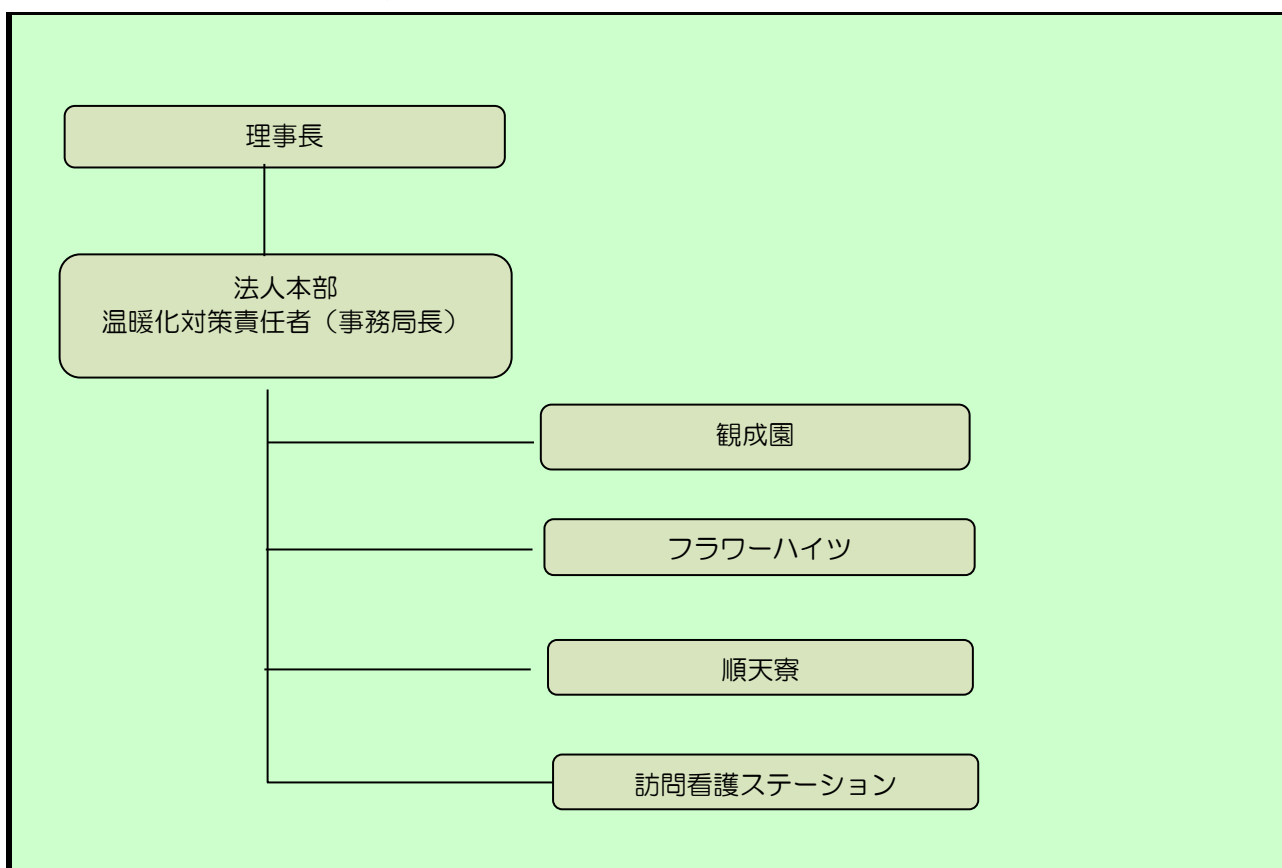 理事長
法人本部
温暖化対策責任者（事務局長）
観成園
フラワーハイツ
順天寮
訪問看護ステーション